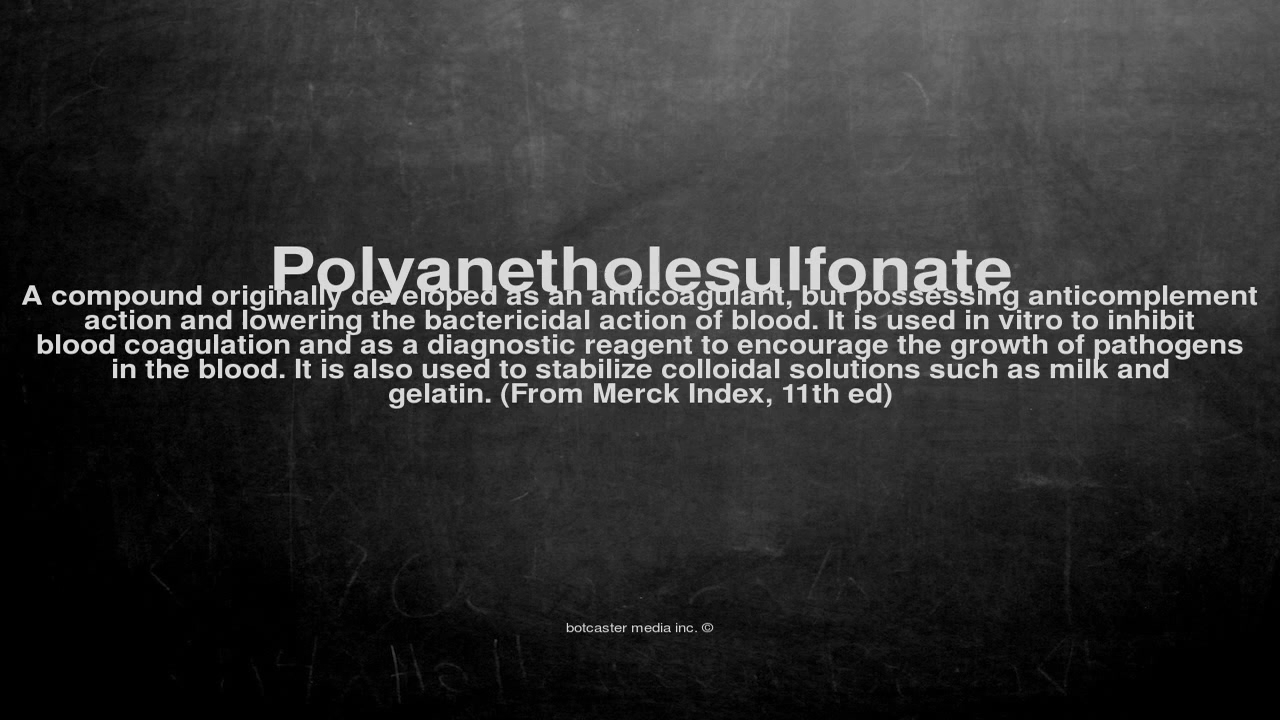 Polyanetholesulfonate
A compound originally developed as an anticoagulant, but possessing anticomplement
action and lowering the bactericidal action of blood. It is used in vitro to inhibit
blood coagulation and as a diagnostic reagent to encourage the growth of pathogens
in the blood. It is also used to stabilize colloidal solutions such as milk and
gelatin. (From Merck Index, 11th ed)
botcaster media inc. ©